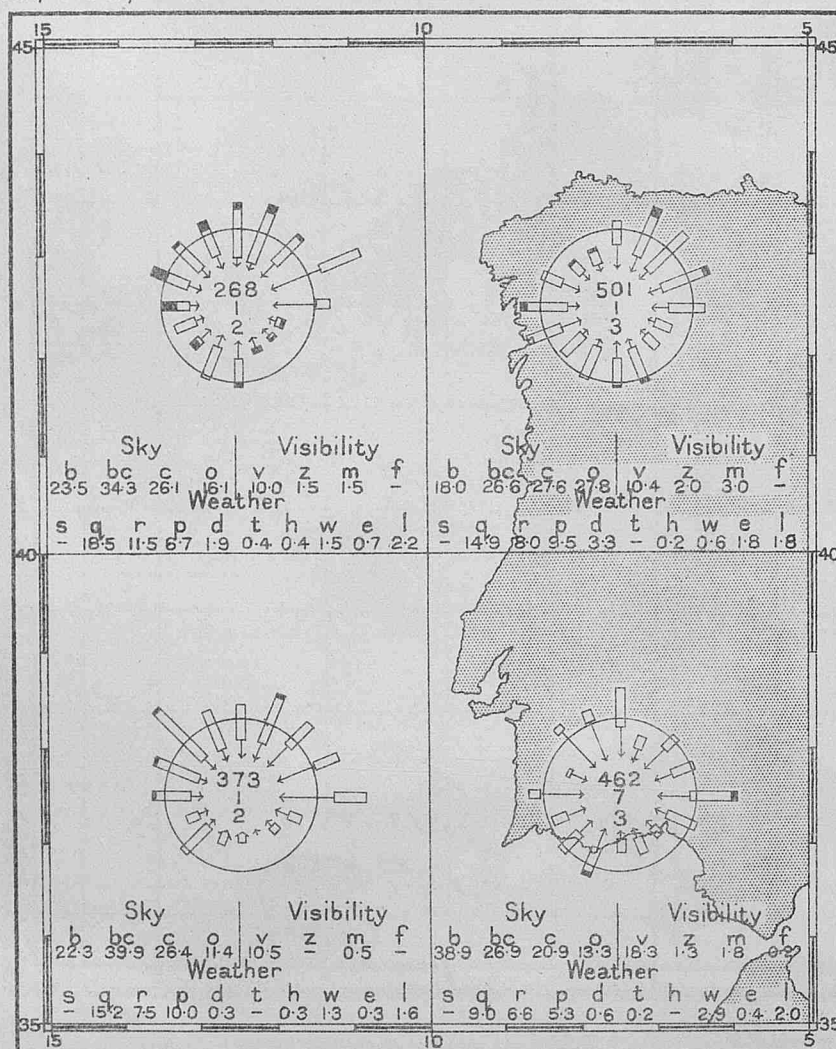 15 10 5
45 45
268
1
2
501
1
3
Sky Visibility
b bc c o v z m f
23.5 34.3 26.1 16.1 10.0 1.5 1.5 –
Weather
s q r p d t h w e l
– 18.5 11.5 6.7 1.9 0.4 0.4 1.5 0.7 2.2
Sky Visibility
b bc c o v z m f
18.0 26.6 27.6 27.8 10.4 2.0 3.0 –
Weather
s q r p d t h w e l
– 14.9 8.0 9.5 3.3 – 0.2 0.6 1.8 1.8
40 40
373
1
2
462
7
3
Sky Visibility
b bc c o v z m f
22.3 39.9 26.4 11.4 10.5 – 0.5 –
Weather
s q r p d t h w e l
– 15.2 7.5 10.0 0.3 – 0.3 1.3 0.3 1.6
Sky Visibility
b bc c o v z m f
38.9 26.9 20.9 13.3 18.3 1.3 1.8 0.2
Weather
s q r p d t h w e l
– 9.0 6.6 5.3 0.6 0.2 – 2.9 0.4 2.0
35 35
15 10 5